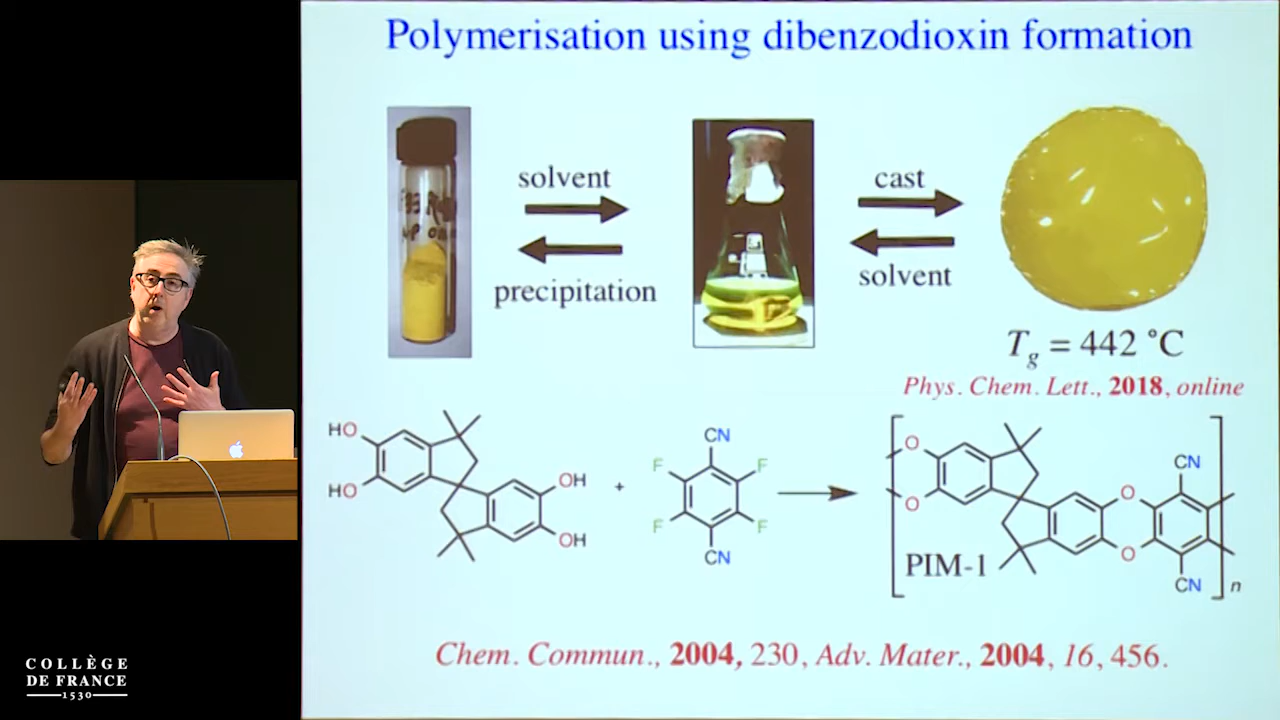 Polymerisation using dibenzodioxin formation
solvent
precipitation
cast
solvent
Tg = 442 °C
Phys. Chem. Lett., 2018, online
HO
HO
OH
OH
+
CN
F
F
F
F
CN
O
O
O
O
CN
CN
PIM-1
n
Chem. Commun., 2004, 230, Adv. Mater., 2004, 16, 456.
COLLÈGE
DE FRANCE
1530